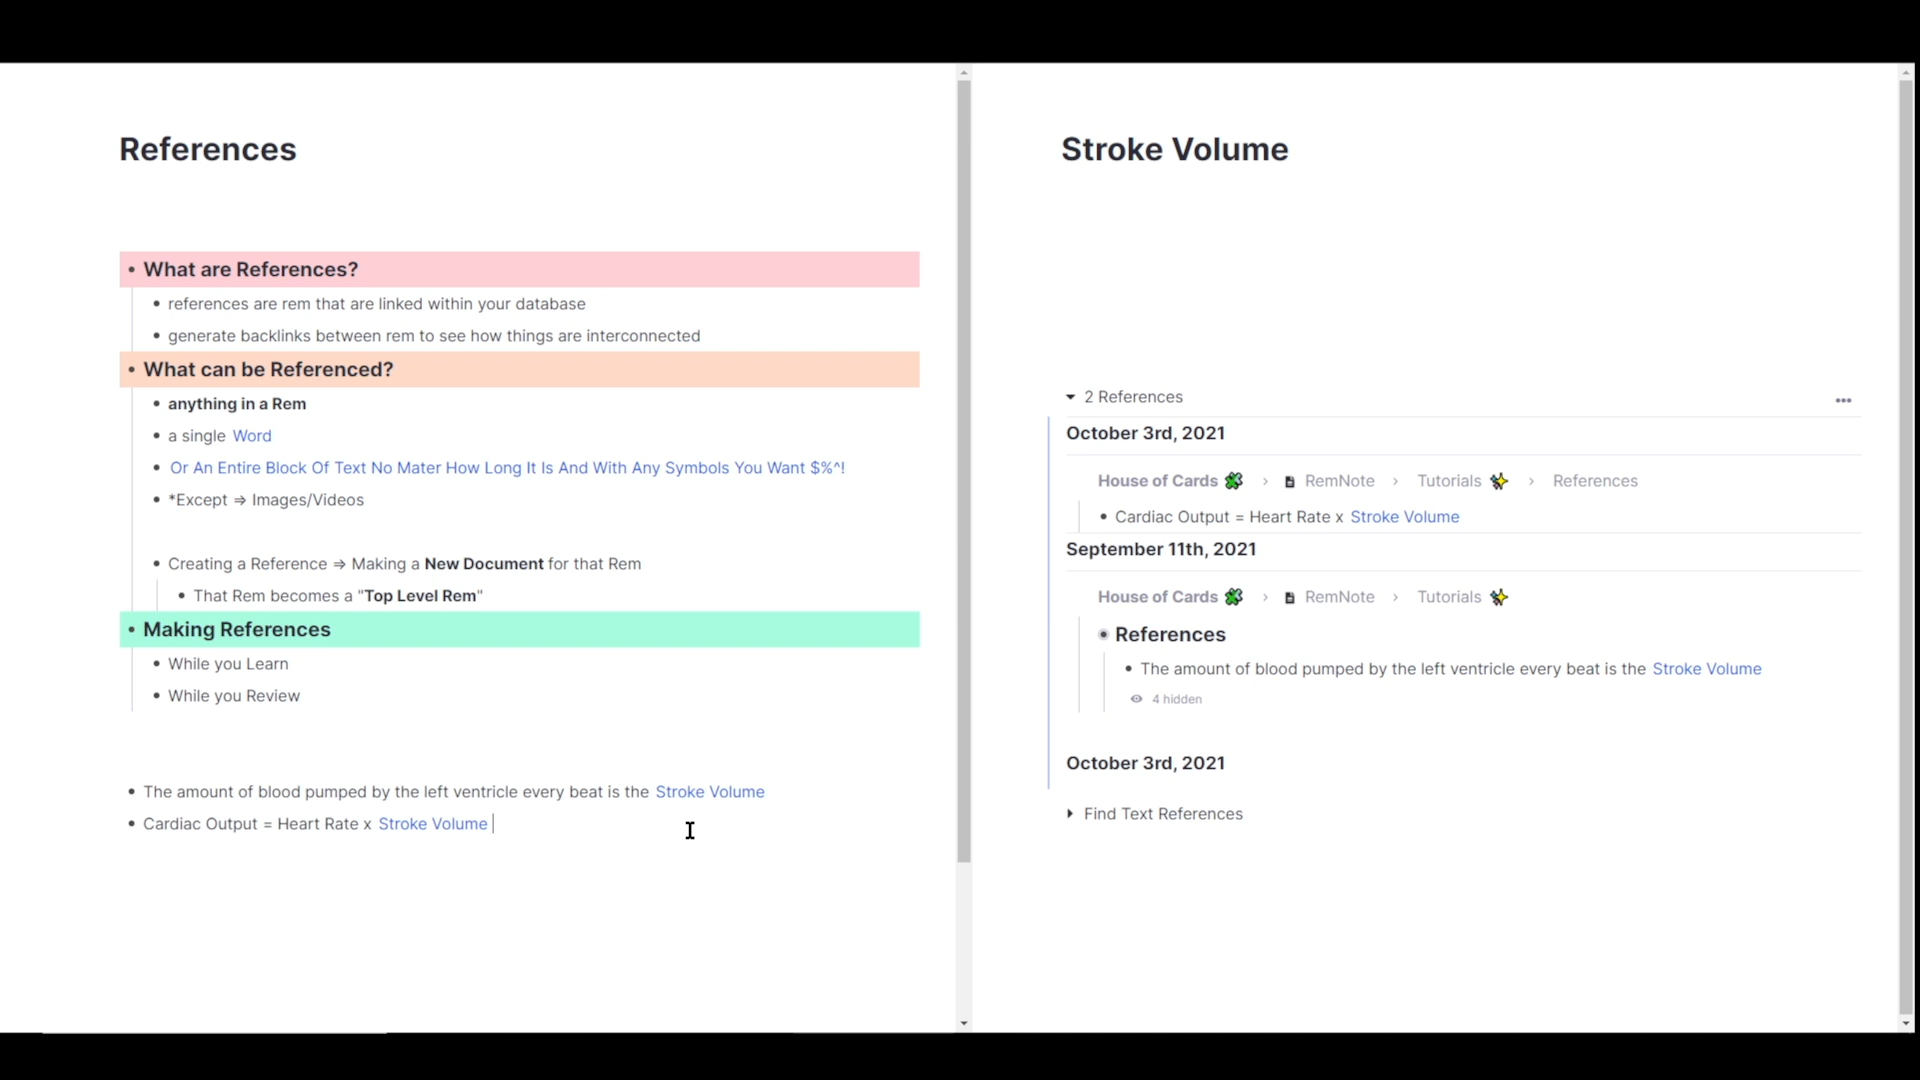 References
What are References?
references are rem that are linked within your database
generate backlinks between rem to see how things are interconnected
What can be Referenced?
anything in a Rem
a single Word
Or An Entire Block Of Text No Mater How Long It Is And With Any Symbols You Want $%^!
*Except ⇒ Images/Videos
Creating a Reference ⇒ Making a New Document for that Rem
That Rem becomes a "Top Level Rem"
Making References
While you Learn
While you Review
The amount of blood pumped by the left ventricle every beat is the Stroke Volume
Cardiac Output = Heart Rate x Stroke Volume
Stroke Volume
2 References
October 3rd, 2021
House of Cards > RemNote > Tutorials > References
Cardiac Output = Heart Rate x Stroke Volume
September 11th, 2021
House of Cards > RemNote > Tutorials
References
The amount of blood pumped by the left ventricle every beat is the Stroke Volume
4 hidden
October 3rd, 2021
Find Text References